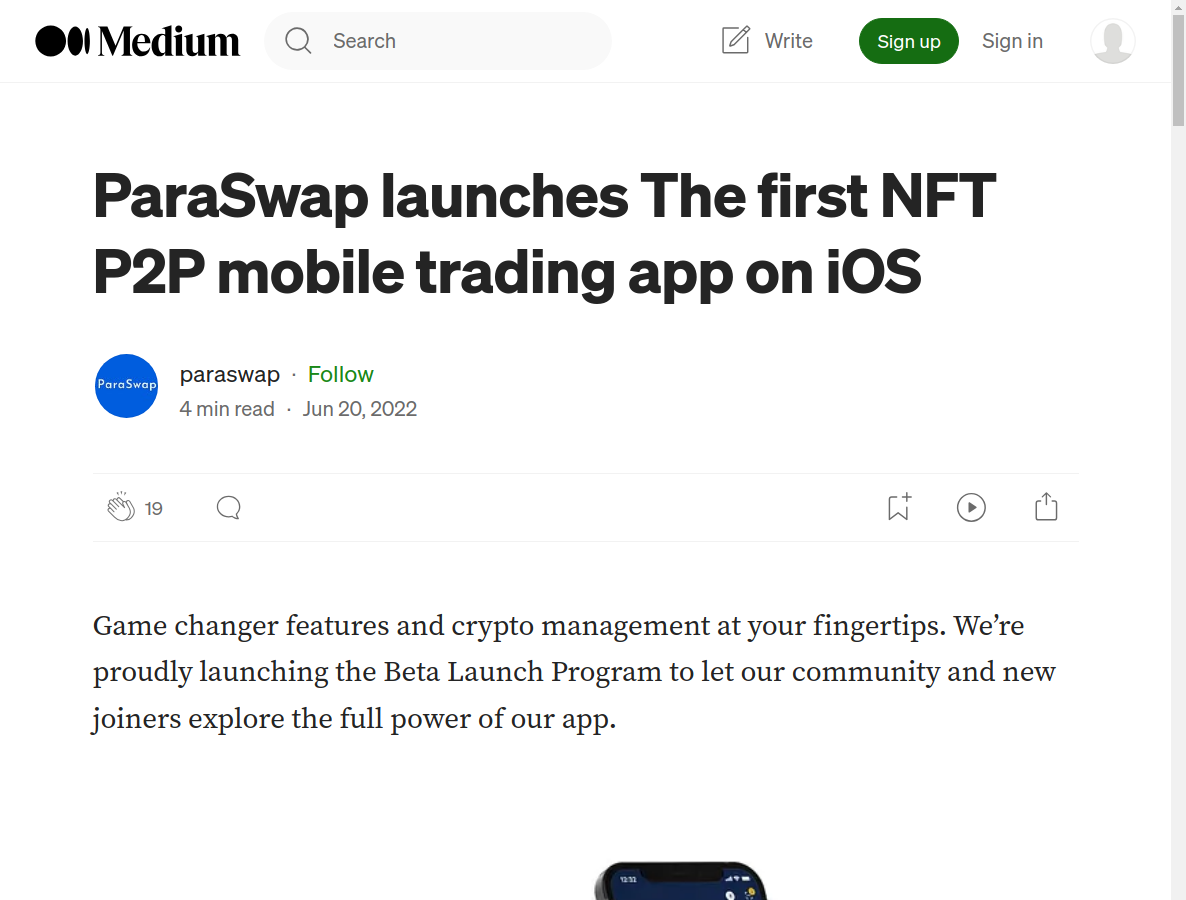 Medium
Search
Write
Sign up
Sign in
ParaSwap launches The first NFT
P2P mobile trading app on iOS
ParaSwap
paraswap · Follow
4 min read · Jun 20, 2022
19
Game changer features and crypto management at your fingertips. We’re
proudly launching the Beta Launch Program to let our community and new
joiners explore the full power of our app.
12:32